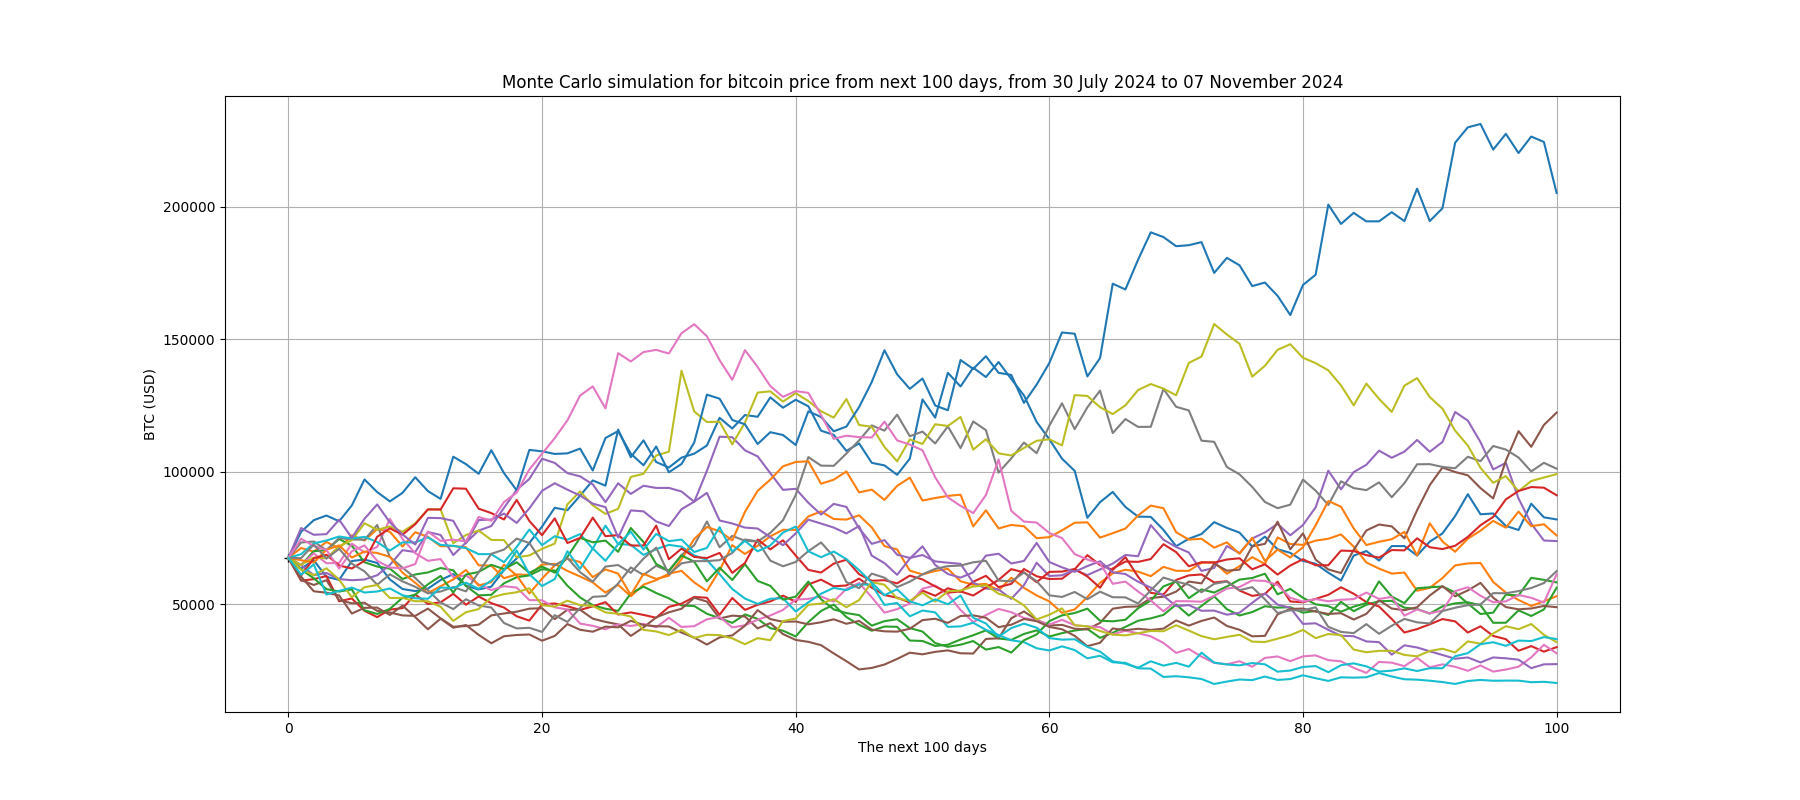 Monte Carlo simulation for bitcoin price from next 100 days, from 30 July 2024 to 07 November 2024
BTC (USD)
200000
150000
100000
50000
0 20 40 60 80 100
The next 100 days